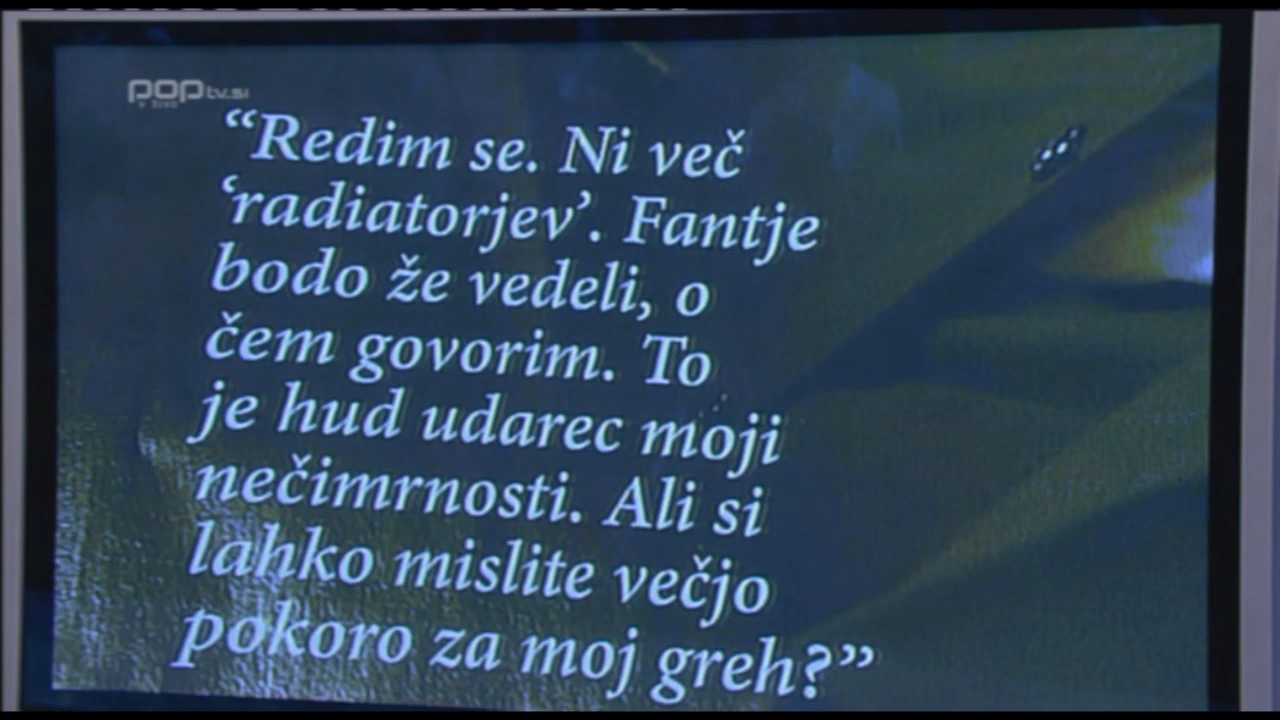 POPtv.si
V ŽIVO
“Redim se. Ni več
‘radiatorjev’. Fantje
bodo že vedeli, o
čem govorim. To
je hud udarec moji
nečimrnosti. Ali si
lahko mislite večjo
pokoro za moj greh?”